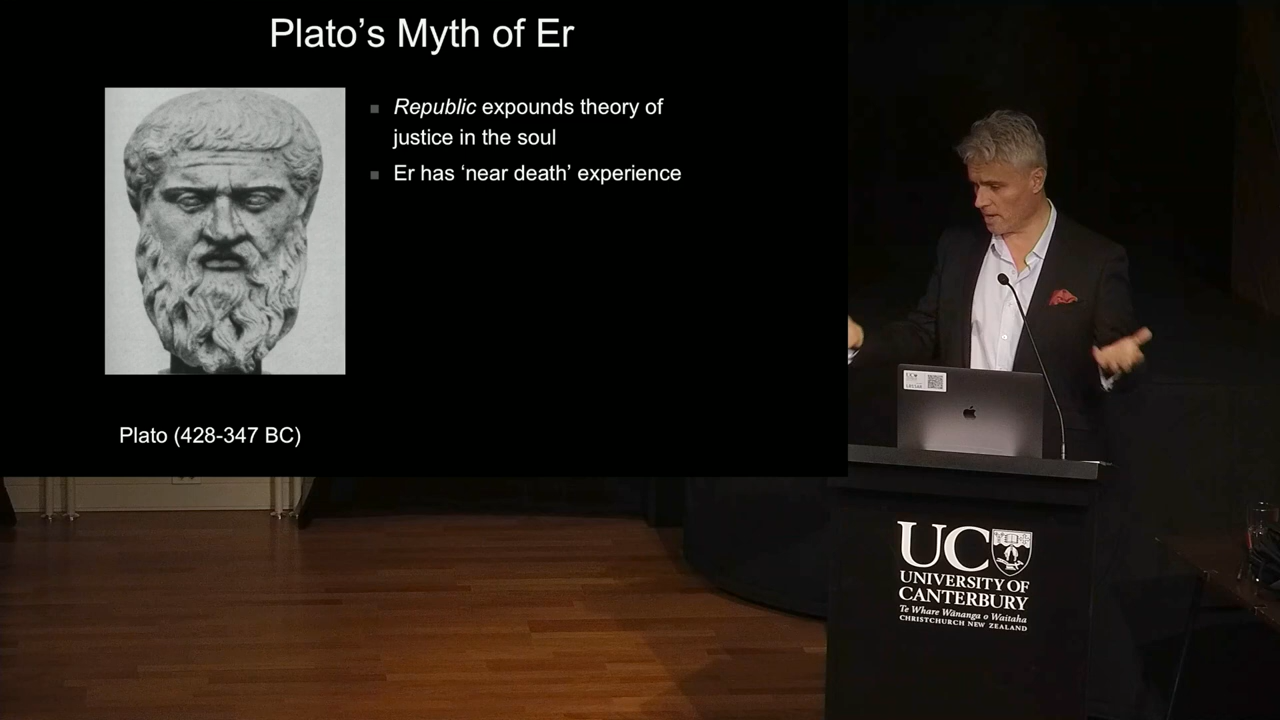 Plato’s Myth of Er
Republic expounds theory of
justice in the soul
Er has ‘near death’ experience
Plato (428-347 BC)
UC
UC
UNIVERSITY OF
CANTERBURY
Te Whare Wānanga o Waitaha
CHRISTCHURCH NEW ZEALAND